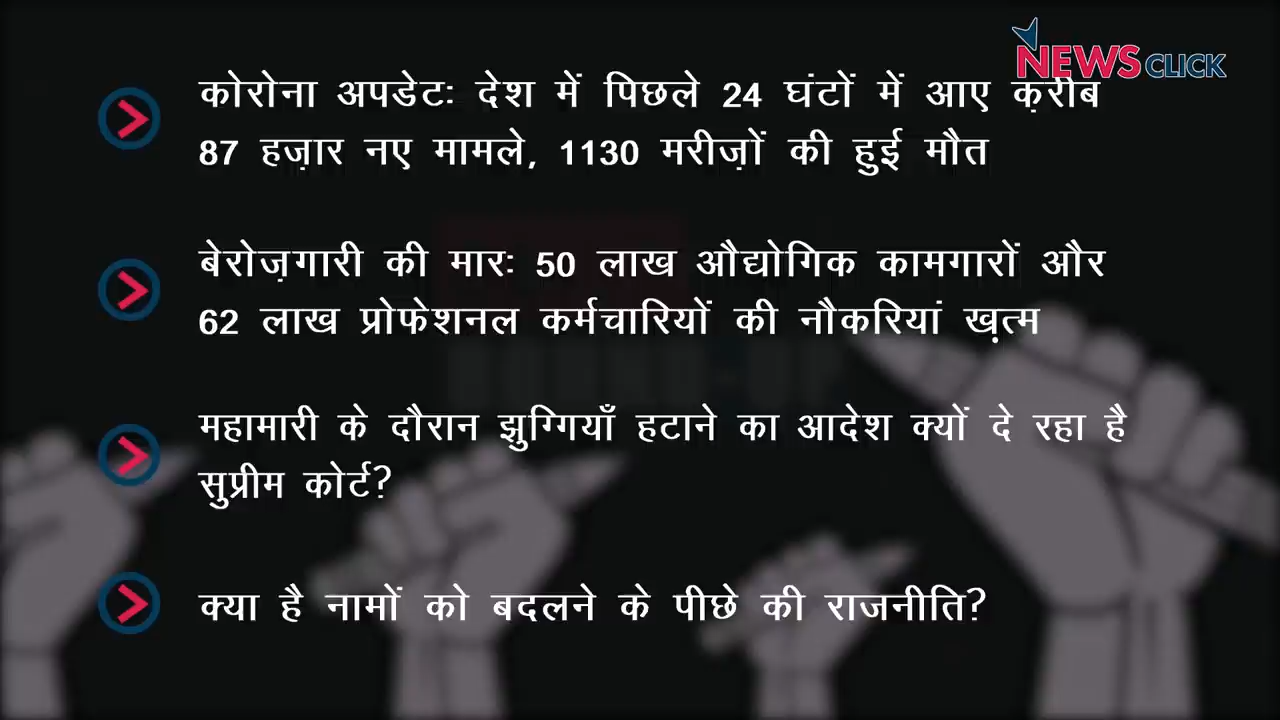 NEWSCLICK
कोरोना अपडेटः देश में पिछले 24 घंटों में आए क़रीब
87 हज़ार नए मामले, 1130 मरीज़ों की हुई मौत
बेरोज़गारी की मारः 50 लाख औद्योगिक कामगारों और
62 लाख प्रोफेशनल कर्मचारियों की नौकरियां ख़त्म
महामारी के दौरान झुग्गियाँ हटाने का आदेश क्यों दे रहा है
सुप्रीम कोर्ट?
क्या है नामों को बदलने के पीछे की राजनीति?